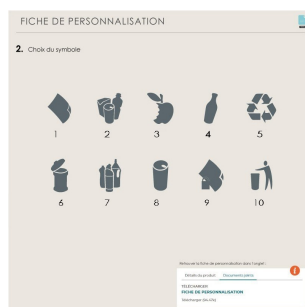 FICHE DE PERSONNALISATION
2. Choix du symbole
1 2 3 4 5
6 7 8 9 10
Retrouver la fiche de personnalisation dans l'onglet :
Détails du produit Documents joints
TÉLÉCHARGER
FICHE DE PERSONNALISATION